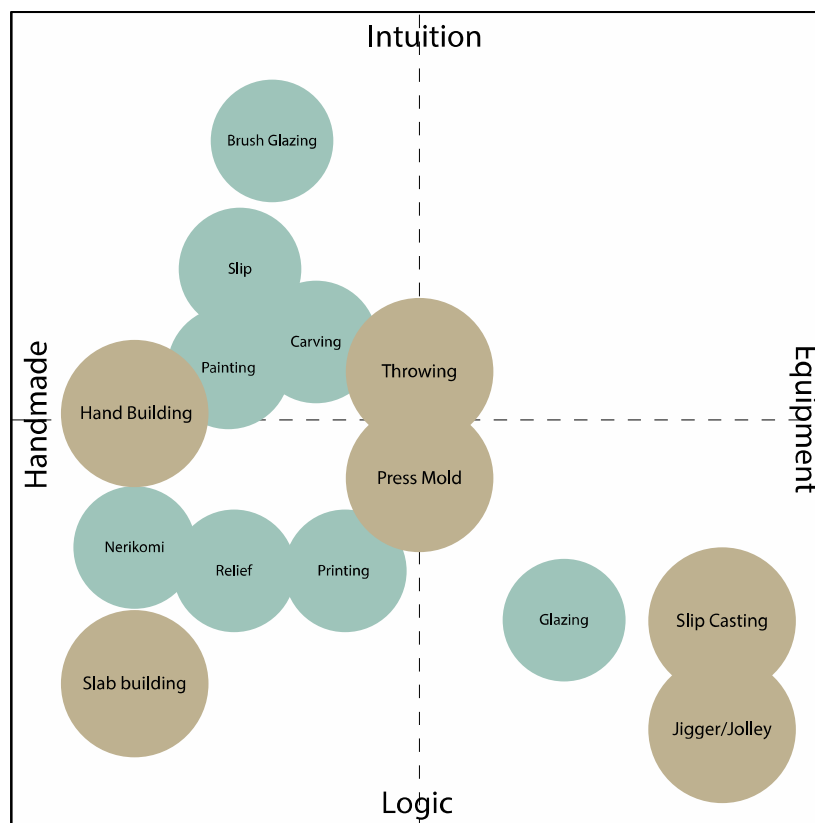 Intuition
Brush Glazing
Slip
Carving
Painting
Throwing
Handmade
Equipment
Hand Building
Press Mold
Nerikomi
Relief
Printing
Glazing
Slip Casting
Slab building
Jigger/Jolley
Logic